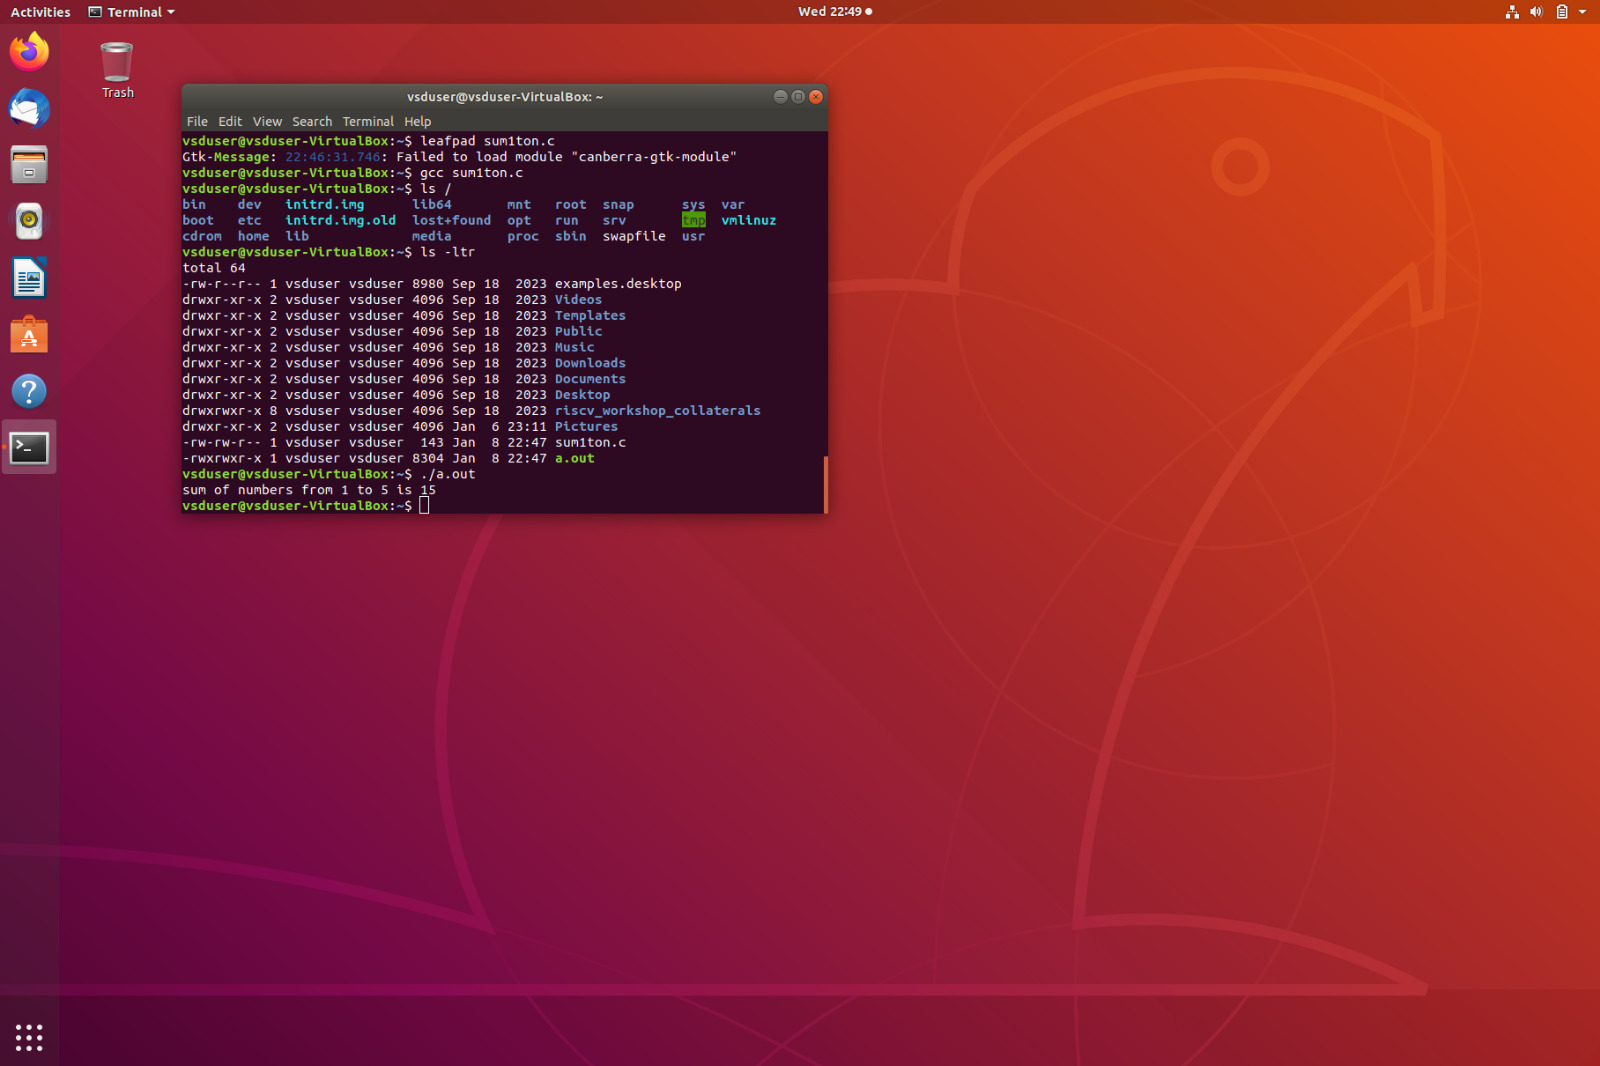 Activities Terminal Wed 22:49
Trash
vsduser@vsduser-VirtualBox: ~
File Edit View Search Terminal Help
vsduser@vsduser-VirtualBox:~$ leafpad sum1ton.c
Gtk-Message: 22:46:31.746: Failed to load module "canberra-gtk-module"
vsduser@vsduser-VirtualBox:~$ gcc sum1ton.c
vsduser@vsduser-VirtualBox:~$ ls /
bin dev initrd.img lib64 mnt root snap sys var
boot etc initrd.img.old lost+found opt run srv tmp vmlinuz
cdrom home lib media proc sbin swapfile usr
vsduser@vsduser-VirtualBox:~$ ls -ltr
total 64
-rw-r--r-- 1 vsduser vsduser 8980 Sep 18 2023 examples.desktop
drwxr-xr-x 2 vsduser vsduser 4096 Sep 18 2023 Videos
drwxr-xr-x 2 vsduser vsduser 4096 Sep 18 2023 Templates
drwxr-xr-x 2 vsduser vsduser 4096 Sep 18 2023 Public
drwxr-xr-x 2 vsduser vsduser 4096 Sep 18 2023 Music
drwxr-xr-x 2 vsduser vsduser 4096 Sep 18 2023 Downloads
drwxr-xr-x 2 vsduser vsduser 4096 Sep 18 2023 Documents
drwxr-xr-x 2 vsduser vsduser 4096 Sep 18 2023 Desktop
drwxrwxr-x 8 vsduser vsduser 4096 Sep 18 2023 riscv_workshop_collaterals
drwxr-xr-x 2 vsduser vsduser 4096 Jan 6 23:11 Pictures
-rw-rw-r-- 1 vsduser vsduser 143 Jan 8 22:47 sum1ton.c
-rwxrwxr-x 1 vsduser vsduser 8304 Jan 8 22:47 a.out
vsduser@vsduser-VirtualBox:~$ ./a.out
sum of numbers from 1 to 5 is 15
vsduser@vsduser-VirtualBox:~$